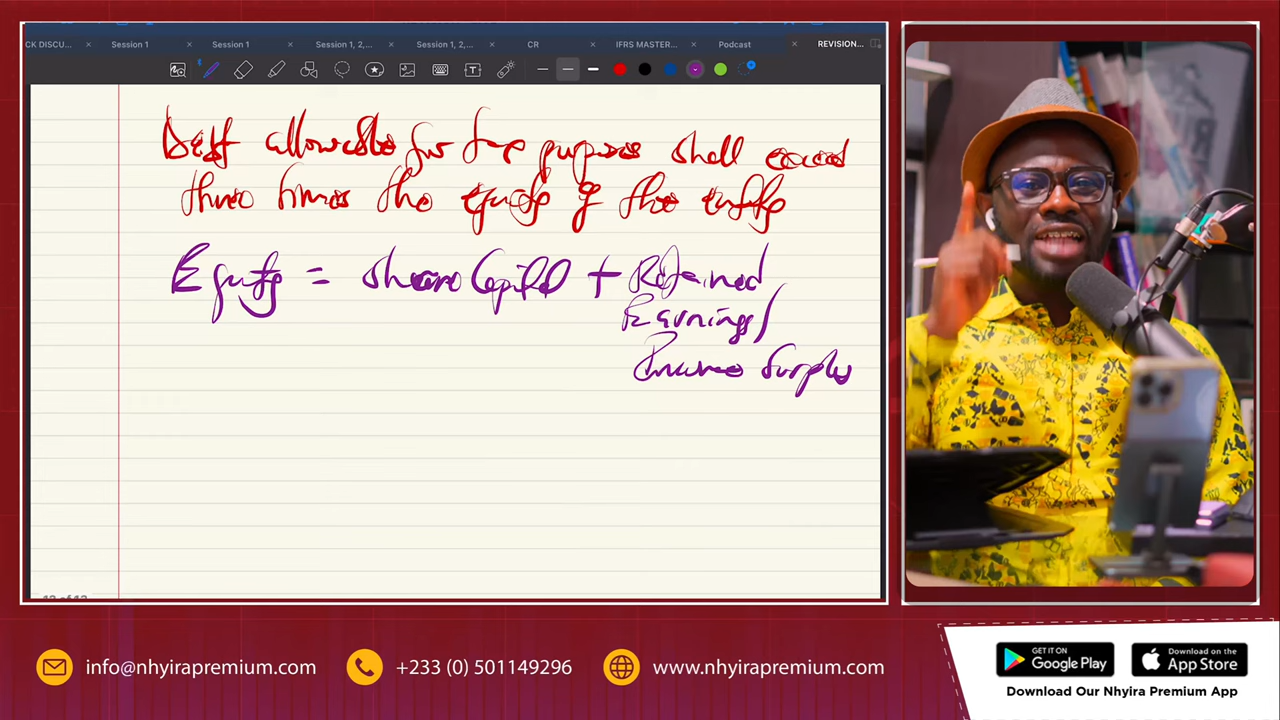 CK DISCU...
Session 1
Session 1
Session 1, 2,...
Session 1, 2,...
CR
IFRS MASTER...
Podcast
REVISION...
Debt allowable for tax purposes shall exceed
three times the equity of the entity
Equity = share Capital + Retained
Earnings/
Income Surplus
info@nhyirapremium.com
+233 (0) 501149296
www.nhyirapremium.com
GET IT ON
Google Play
Download on the
App Store
Download Our Nhyira Premium App